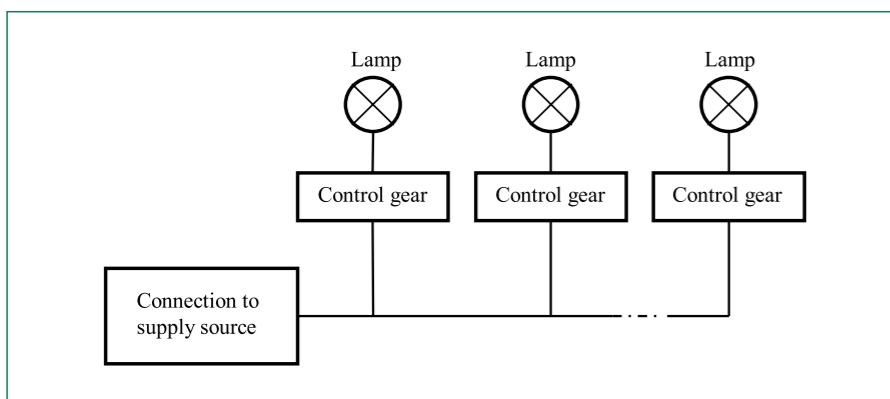 Lamp
Lamp
Lamp
Control gear
Control gear
Control gear
Connection to
supply source